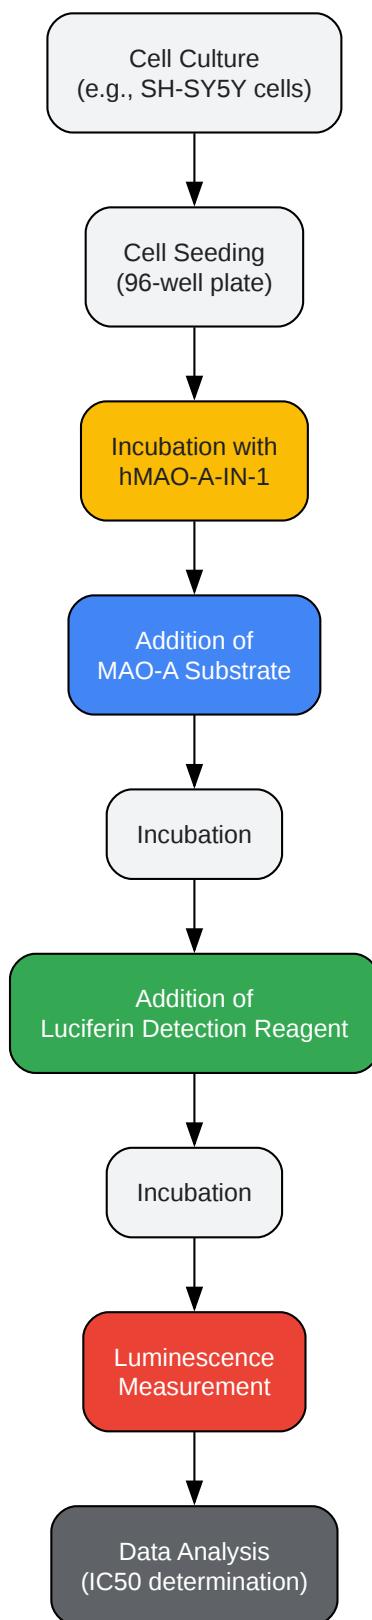 Cell Culture
(e.g., SH-SY5Y cells)
Cell Seeding
(96-well plate)
Incubation with
hMAO-A-IN-1
Addition of
MAO-A Substrate
Incubation
Addition of
Luciferin Detection Reagent
Incubation
Luminescence
Measurement
Data Analysis
(IC50 determination)